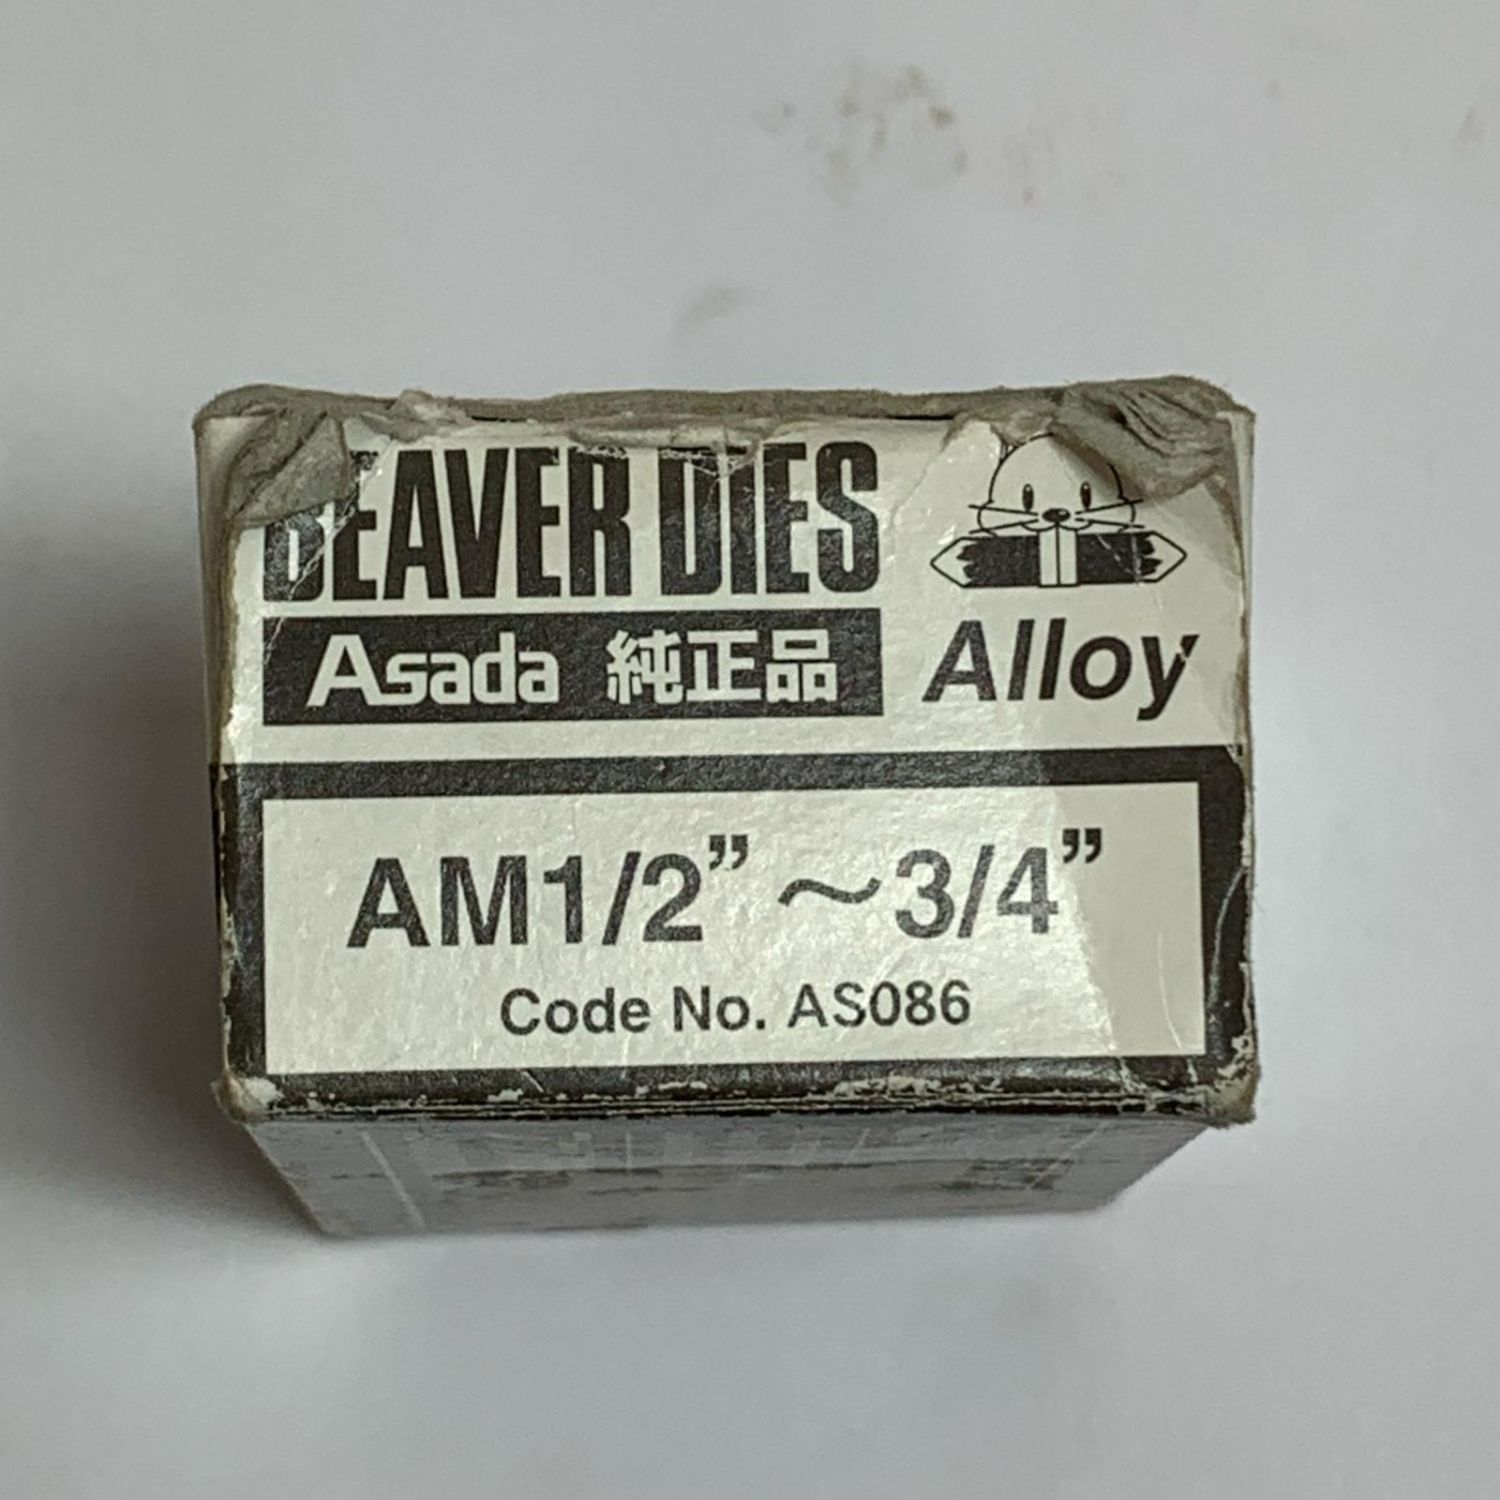 BEAVER DIES
Asada 純正品
Alloy
AM1/2”～3/4”
Code No. AS086